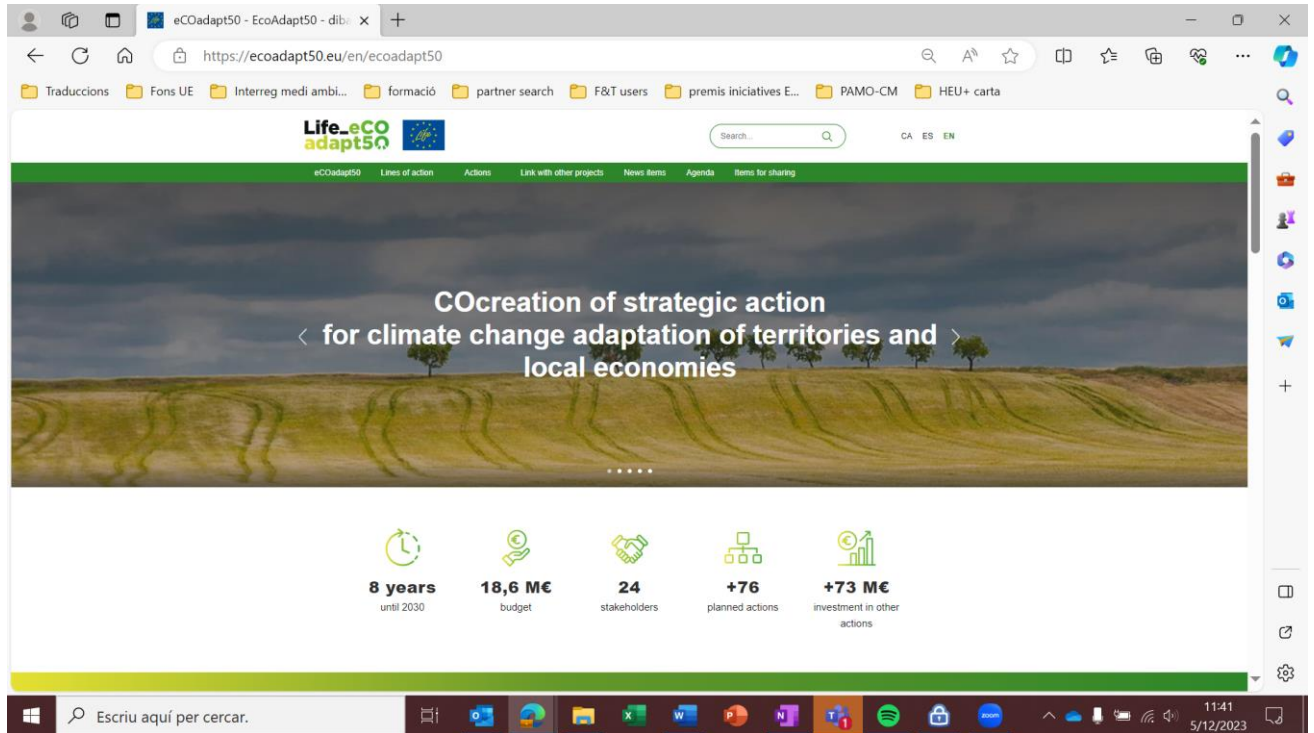 eCOadapt50 - EcoAdapt50 - diba
https://ecoadapt50.eu/en/ecoadapt50
Traduccions Fons UE Interreg medi ambi... formació partner search F&T users premis iniciatives E... PAMO-CM HEU+ carta
Life_eCO
adapt50
Search...
CA ES EN
eCOadapt50 Lines of action Actions Link with other projects News items Agenda Items for sharing
COcreation of strategic action
for climate change adaptation of territories and
local economies
8 years
until 2030
18,6 M€
budget
24
stakeholders
+76
planned actions
+73 M€
investment in other
actions
Escriu aquí per cercar.
zoom
11:41
5/12/2023